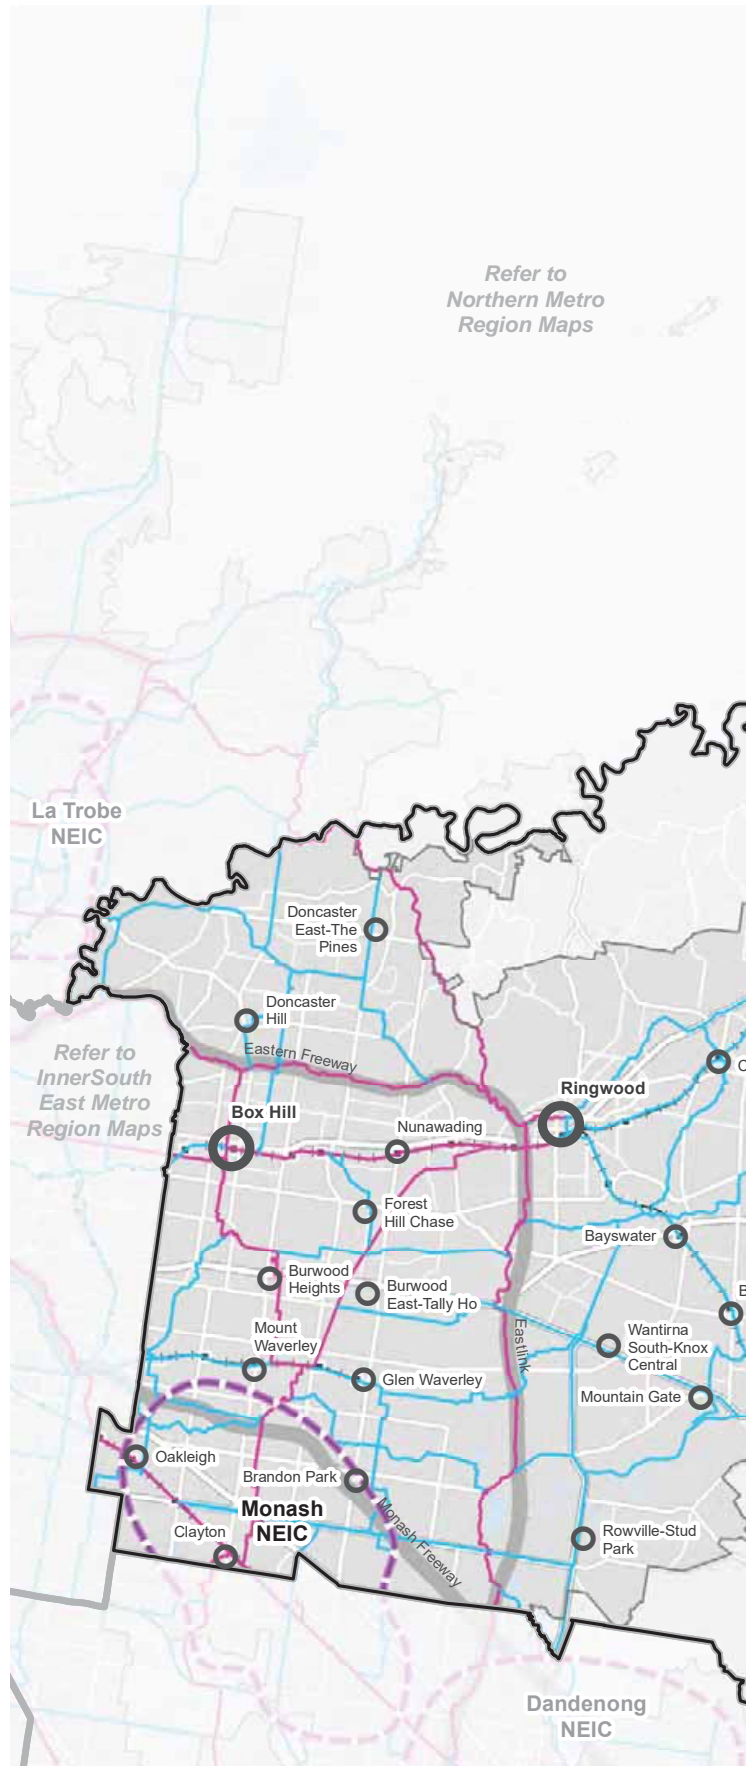 Refer to
Northern Metro
Region Maps
La Trobe
NEIC
Doncaster
East-The
Pines
Doncaster
Hill
Eastern Freeway
Refer to
InnerSouth
East Metro
Region Maps
Ringwood
Box Hill
Nunawading
Forest
Hill Chase
Bayswater
Burwood
Heights
Burwood
East-Tally Ho
Mount
Waverley
Eastlink
Wantirna
South-Knox
Central
Glen Waverley
Mountain Gate
Oakleigh
Brandon Park
Monash
NEIC
Monash Freeway
Clayton
Rowville-Stud
Park
Dandenong
NEIC